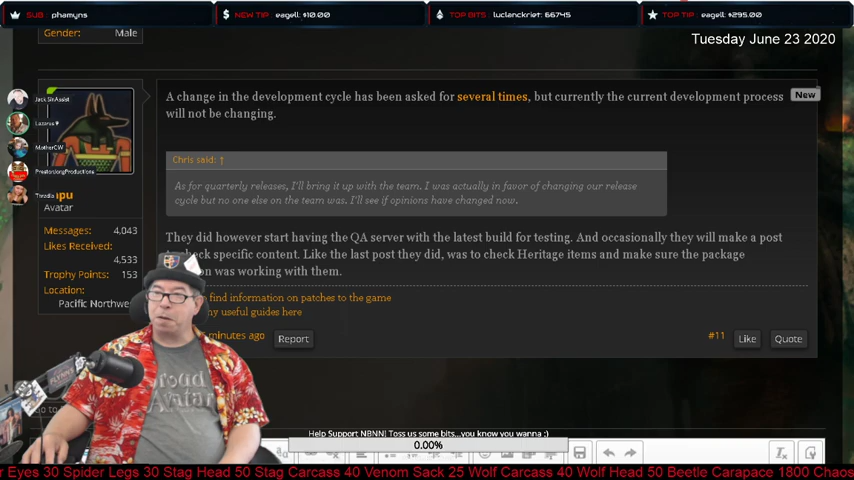 SUB: phamyns
NEW TIP: eagell: $10.00
TOP BITS: luclanckriet: 66745
TOP TIP: eagell: $295.00
Tuesday June 23 2020
Gender: Male
A change in the development cycle has been asked for several times, but currently the current development process
will not be changing.
New
Chris said: ↑
As for quarterly releases, I'll bring it up with the team. I was actually in favor of changing our release
cycle but no one else on the team was. I'll see if opinions have changed now.
They did however start having the QA server with the latest build for testing. And occasionally they will make a post
check specific content. Like the last post they did, was to check Heritage items and make sure the package
was working with them.
find information on patches to the game
useful guides here
minutes ago
Report
#11
Like
Quote
Jack SirAssist
Lazarus
MotherCW
Thradis
Avatar
Messages: 4,043
Likes Received:
4,533
Trophy Points: 153
Location:
Pacific Northwe
Proud
Avatar
Help Support NBNN! Toss us some bits...you know you wanna ;)
0.00%
r Eyes 30 Spider Legs 30 Stag Head 50 Stag Carcass 40 Venom Sack 25 Wolf Carcass 40 Wolf Head 50 Beetle Carapace 1800 Chaos